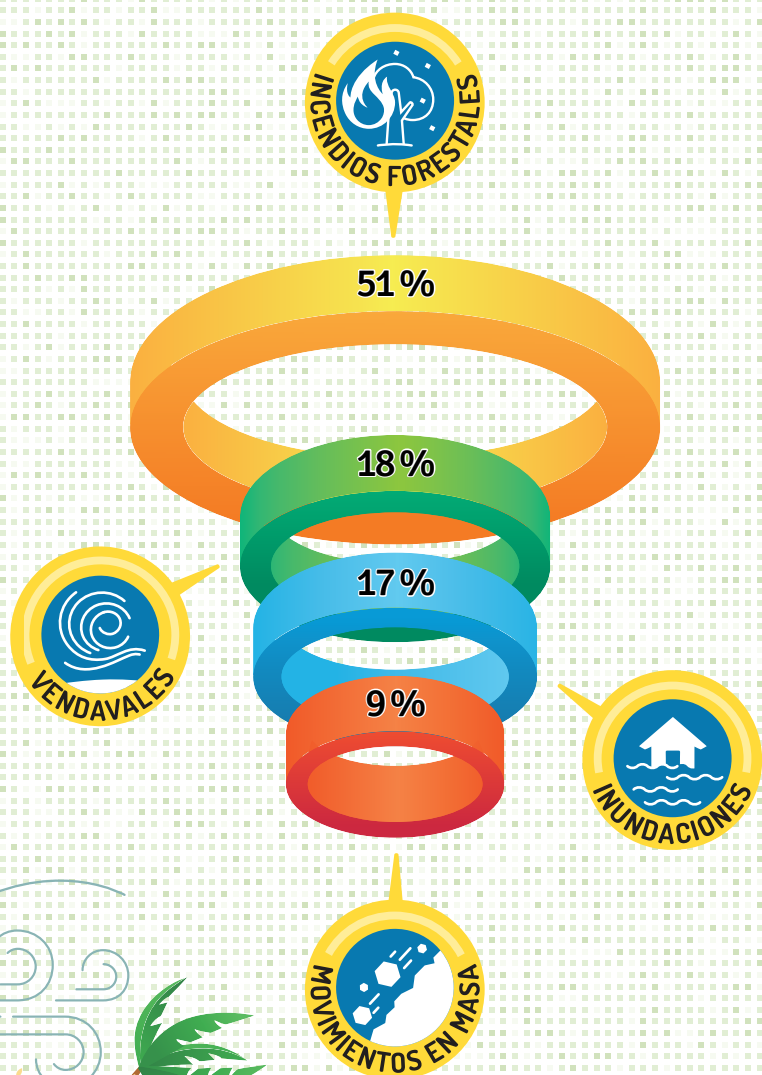 INCENDIOS FORESTALES
51%
18%
VENDAVALES
17%
INUNDACIONES
9%
MOVIMIENTOS EN MASA